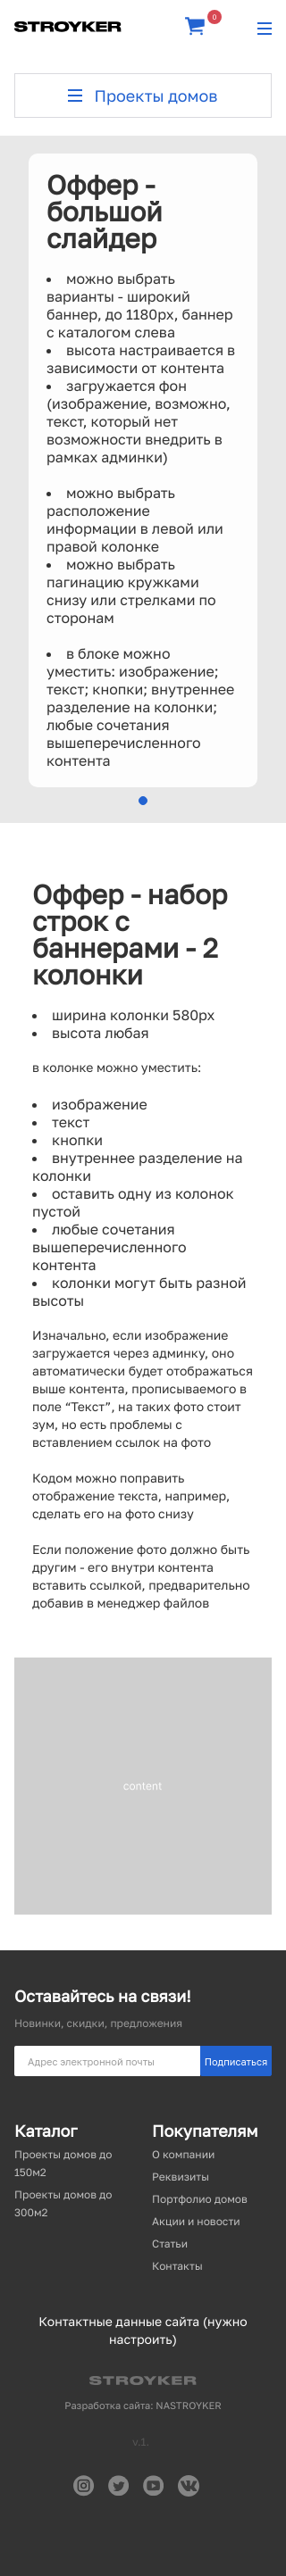 STROYKER
0
Проекты домов
Оффер -
большой
слайдер
можно выбрать
варианты - широкий
баннер, до 1180px, баннер
с каталогом слева
высота настраивается в
зависимости от контента
загружается фон
(изображение, возможно,
текст, который нет
возможности внедрить в
рамках админки)
можно выбрать
расположение
информации в левой или
правой колонке
можно выбрать
пагинацию кружками
снизу или стрелками по
сторонам
в блоке можно
уместить: изображение;
текст; кнопки; внутреннее
разделение на колонки;
любые сочетания
вышеперечисленного
контента
Оффер - набор
строк с
баннерами - 2
колонки
ширина колонки 580px
высота любая
в колонке можно уместить:
изображение
текст
кнопки
внутреннее разделение на
колонки
оставить одну из колонок
пустой
любые сочетания
вышеперечисленного
контента
колонки могут быть разной
высоты
Изначально, если изображение
загружается через админку, оно
автоматически будет отображаться
выше контента, прописываемого в
поле “Текст”, на таких фото стоит
зум, но есть проблемы с
вставлением ссылок на фото
Кодом можно поправить
отображение текста, например,
сделать его на фото снизу
Если положение фото должно быть
другим - его внутри контента
вставить ссылкой, предварительно
добавив в менеджер файлов
content
Оставайтесь на связи!
Новинки, скидки, предложения
Адрес электронной почты
Подписаться
Каталог
Проекты домов до
150м2
Проекты домов до
300м2
Покупателям
О компании
Реквизиты
Портфолио домов
Акции и новости
Статьи
Контакты
Контактные данные сайта (нужно
настроить)
STROYKER
Разработка сайта: NASTROYKER
v.1.